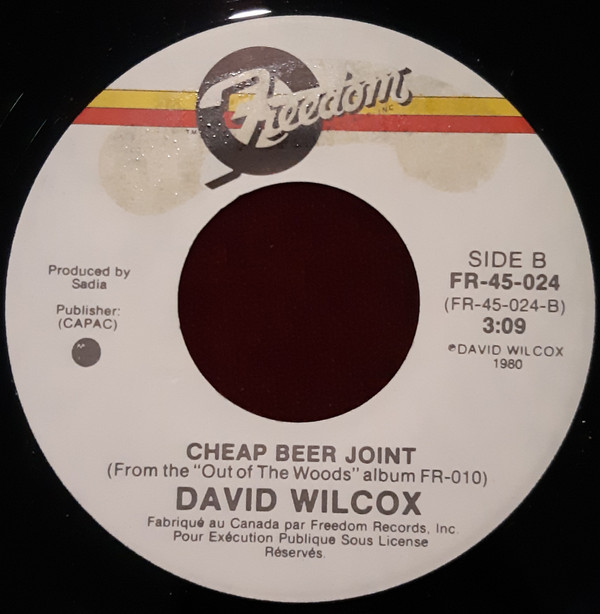 Freedom
INC.
T.M.
Produced by
Sadia
Publisher:
(CAPAC)
SIDE B
FR-45-024
(FR-45-024-B)
3:09
℗DAVID WILCOX
1980
CHEAP BEER JOINT
(From the "Out of The Woods" album FR-010)
DAVID WILCOX
Fabriqué au Canada par Freedom Records, Inc.
Pour Exécution Publique Sous License
Réservés.